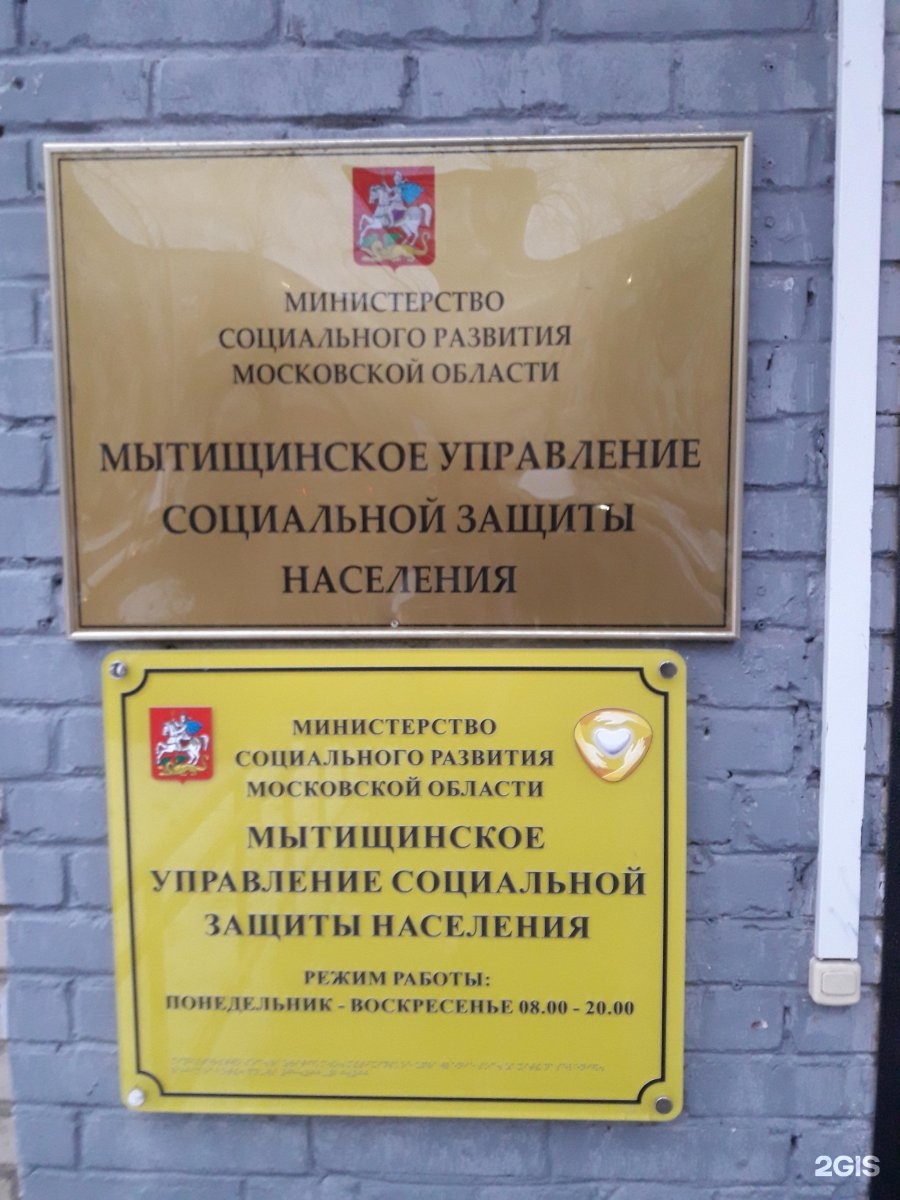 МИНИСТЕРСТВО
СОЦИАЛЬНОГО РАЗВИТИЯ
МОСКОВСКОЙ ОБЛАСТИ
МЫТИЩИНСКОЕ УПРАВЛЕНИЕ
СОЦИАЛЬНОЙ ЗАЩИТЫ
НАСЕЛЕНИЯ
МИНИСТЕРСТВО
СОЦИАЛЬНОГО РАЗВИТИЯ
МОСКОВСКОЙ ОБЛАСТИ
МЫТИЩИНСКОЕ
УПРАВЛЕНИЕ СОЦИАЛЬНОЙ
ЗАЩИТЫ НАСЕЛЕНИЯ
РЕЖИМ РАБОТЫ:
ПОНЕДЕЛЬНИК - ВОСКРЕСЕНЬЕ 08.00 - 20.00
2GIS